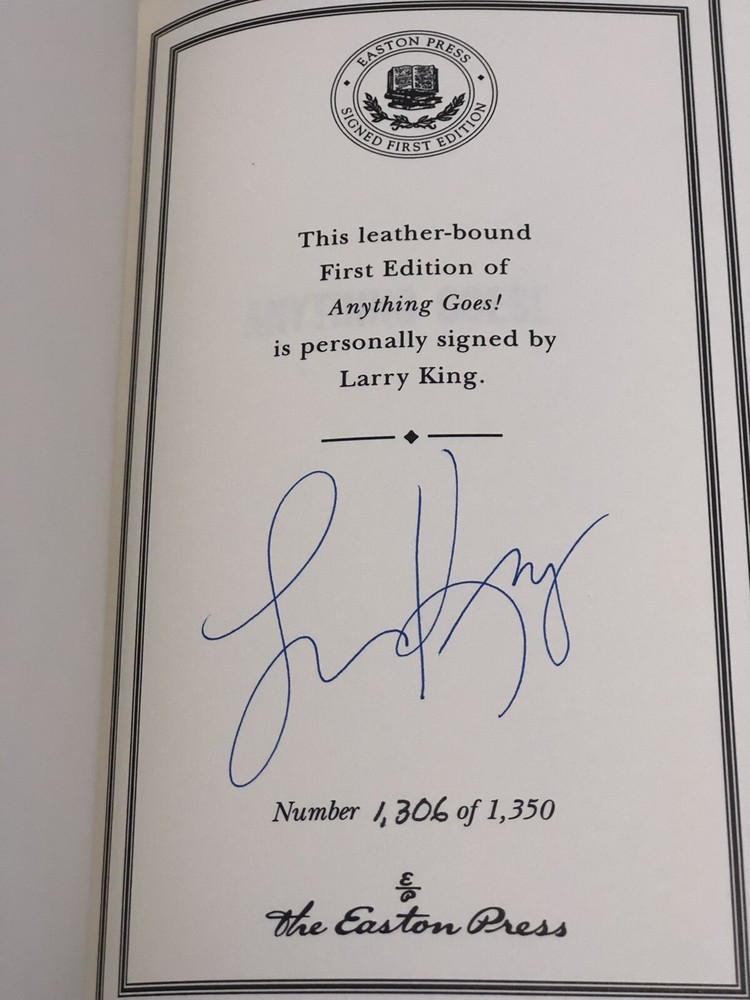 EASTON PRESS
SIGNED FIRST EDITION
This leather-bound
First Edition of
Anything Goes!
is personally signed by
Larry King.
Number 1,306 of 1,350
E
P
The Easton Press